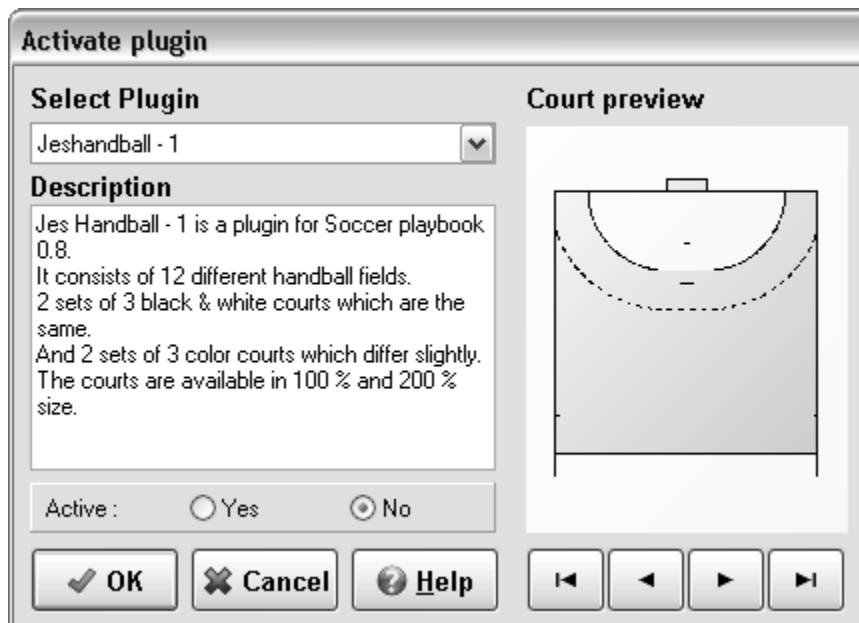 Activate plugin
Select Plugin
Court preview
Jeshandball - 1
Description
Jes Handball - 1 is a plugin for Soccer playbook
0.8.
It consists of 12 different handball fields.
2 sets of 3 black & white courts which are the
same.
And 2 sets of 3 color courts which differ slightly.
The courts are available in 100 % and 200 %
size.
Active : Yes No
OK Cancel Help